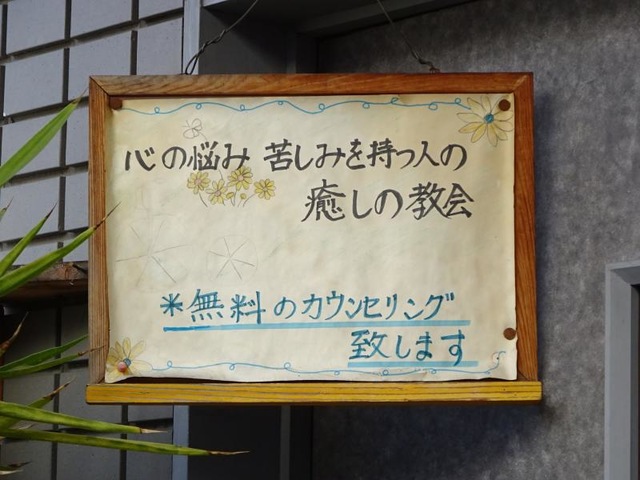 心の悩み 苦しみを持つ人の
癒しの教会
*無料のカウンセリング
致します